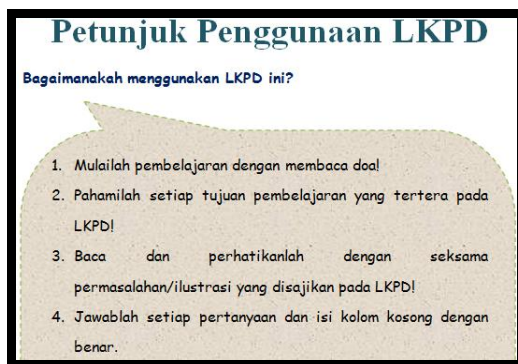 Petunjuk Penggunaan LKPD
Bagaimanakah menggunakan LKPD ini?
1. Mulailah pembelajaran dengan membaca doa!
2. Pahamilah setiap tujuan pembelajaran yang tertera pada
LKPD!
3. Baca dan perhatikanlah dengan seksama
permasalahan/ilustrasi yang disajikan pada LKPD!
4. Jawablah setiap pertanyaan dan isi kolom kosong dengan
benar.